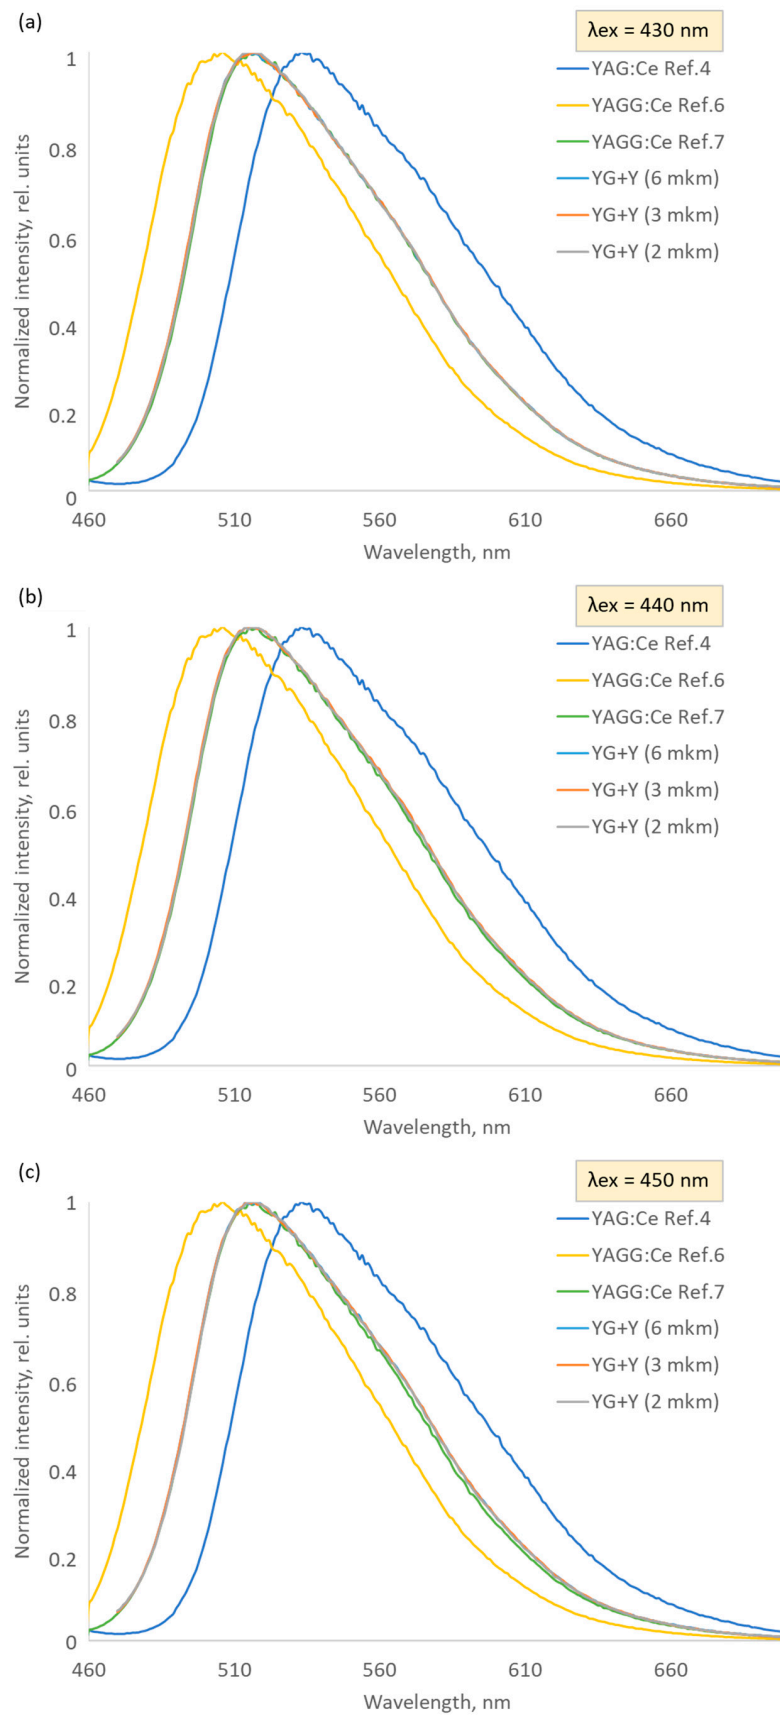 (a)
λex = 430 nm
YAG:Ce Ref.4
YAGG:Ce Ref.6
YAGG:Ce Ref.7
YG+Y (6 mkm)
YG+Y (3 mkm)
YG+Y (2 mkm)
Normalized intensity, rel. units
1
0.8
0.6
0.4
0.2
0
460 510 560 610 660
Wavelength, nm
(b)
λex = 440 nm
YAG:Ce Ref.4
YAGG:Ce Ref.6
YAGG:Ce Ref.7
YG+Y (6 mkm)
YG+Y (3 mkm)
YG+Y (2 mkm)
Normalized intensity, rel. units
1
0.8
0.6
0.4
0.2
0
460 510 560 610 660
Wavelength, nm
(c)
λex = 450 nm
YAG:Ce Ref.4
YAGG:Ce Ref.6
YAGG:Ce Ref.7
YG+Y (6 mkm)
YG+Y (3 mkm)
YG+Y (2 mkm)
Normalized intensity, rel. units
1
0.8
0.6
0.4
0.2
0
460 510 560 610 660
Wavelength, nm